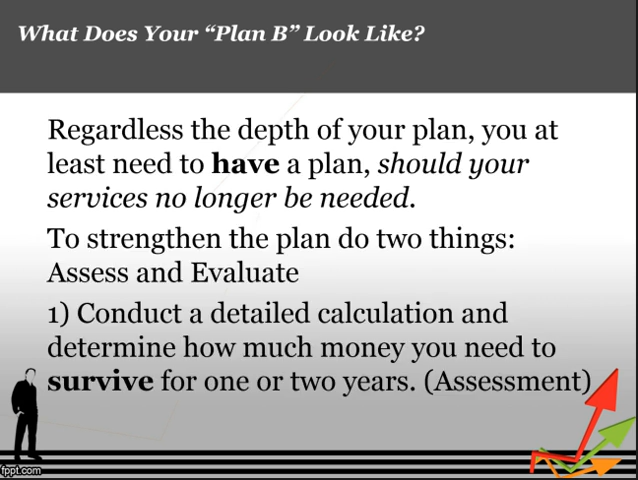 What Does Your “Plan B” Look Like?
Regardless the depth of your plan, you at
least need to have a plan, should your
services no longer be needed.
To strengthen the plan do two things:
Assess and Evaluate
1) Conduct a detailed calculation and
determine how much money you need to
survive for one or two years. (Assessment)
fppt.com